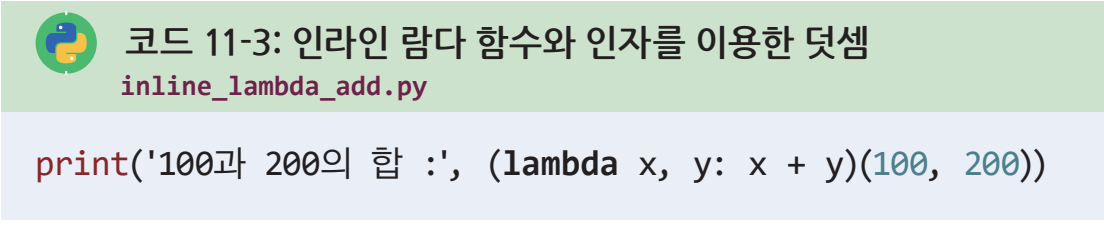 코드 11-3: 인라인 람다 함수와 인자를 이용한 덧셈
inline_lambda_add.py
print('100과 200의 합 :', (lambda x, y: x + y)(100, 200))